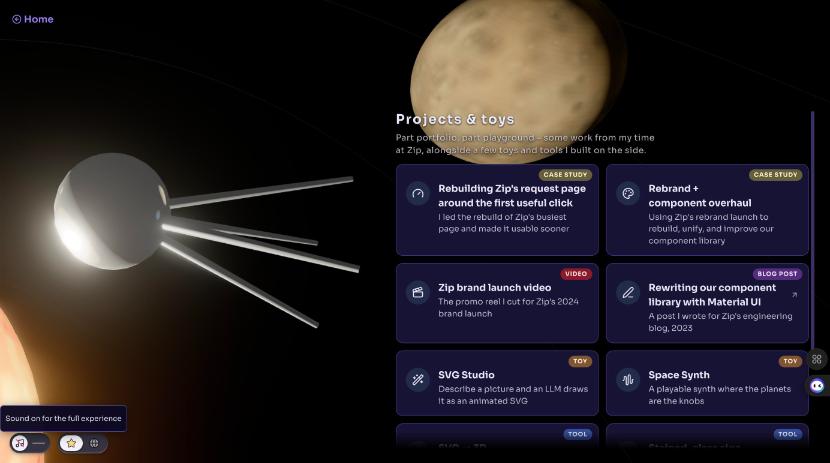 Home
Projects & toys
Part portfolio, part playground – some work from my time
at Zip, alongside a few toys and tools I built on the side.
CASE STUDY
Rebuilding Zip's request page
around the first useful click
I led the rebuild of Zip's busiest
page and made it usable sooner
CASE STUDY
Rebrand +
component overhaul
Using Zip's rebrand launch to
rebuild, unify, and improve our
component library
VIDEO
Zip brand launch video
The promo reel I cut for Zip's 2024
brand launch
BLOG POST
Rewriting our component
library with Material UI
A post I wrote for Zip's engineering
blog, 2023
TOY
SVG Studio
Describe a picture and an LLM draws
it as an animated SVG
TOY
Space Synth
A playable synth where the planets
are the knobs
TOOL
TOOL
Sound on for the full experience